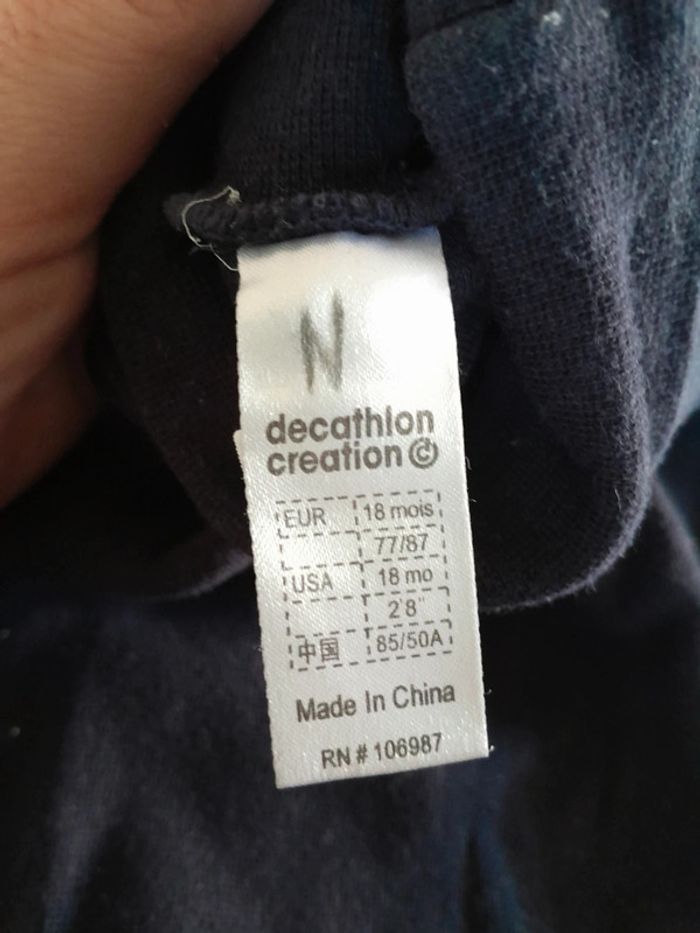 N
decathlon
creation ©
EUR 18 mois
77/87
USA 18 mo
2'8"
中国 85/50A
Made In China
RN # 106987